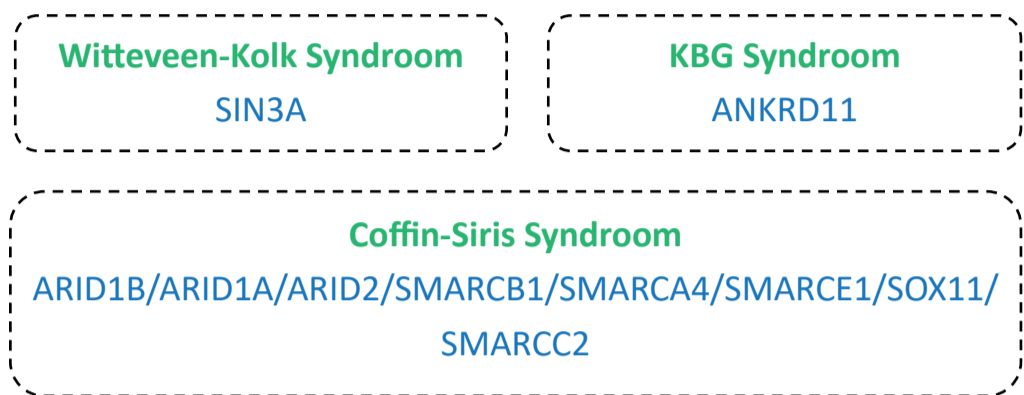 Witteveen-Kolk Syndroom
SIN3A
KBG Syndroom
ANKRD11
Coffin-Siris Syndroom
ARID1B/ARID1A/ARID2/SMARCB1/SMARCA4/SMARCE1/SOX11/
SMARCC2